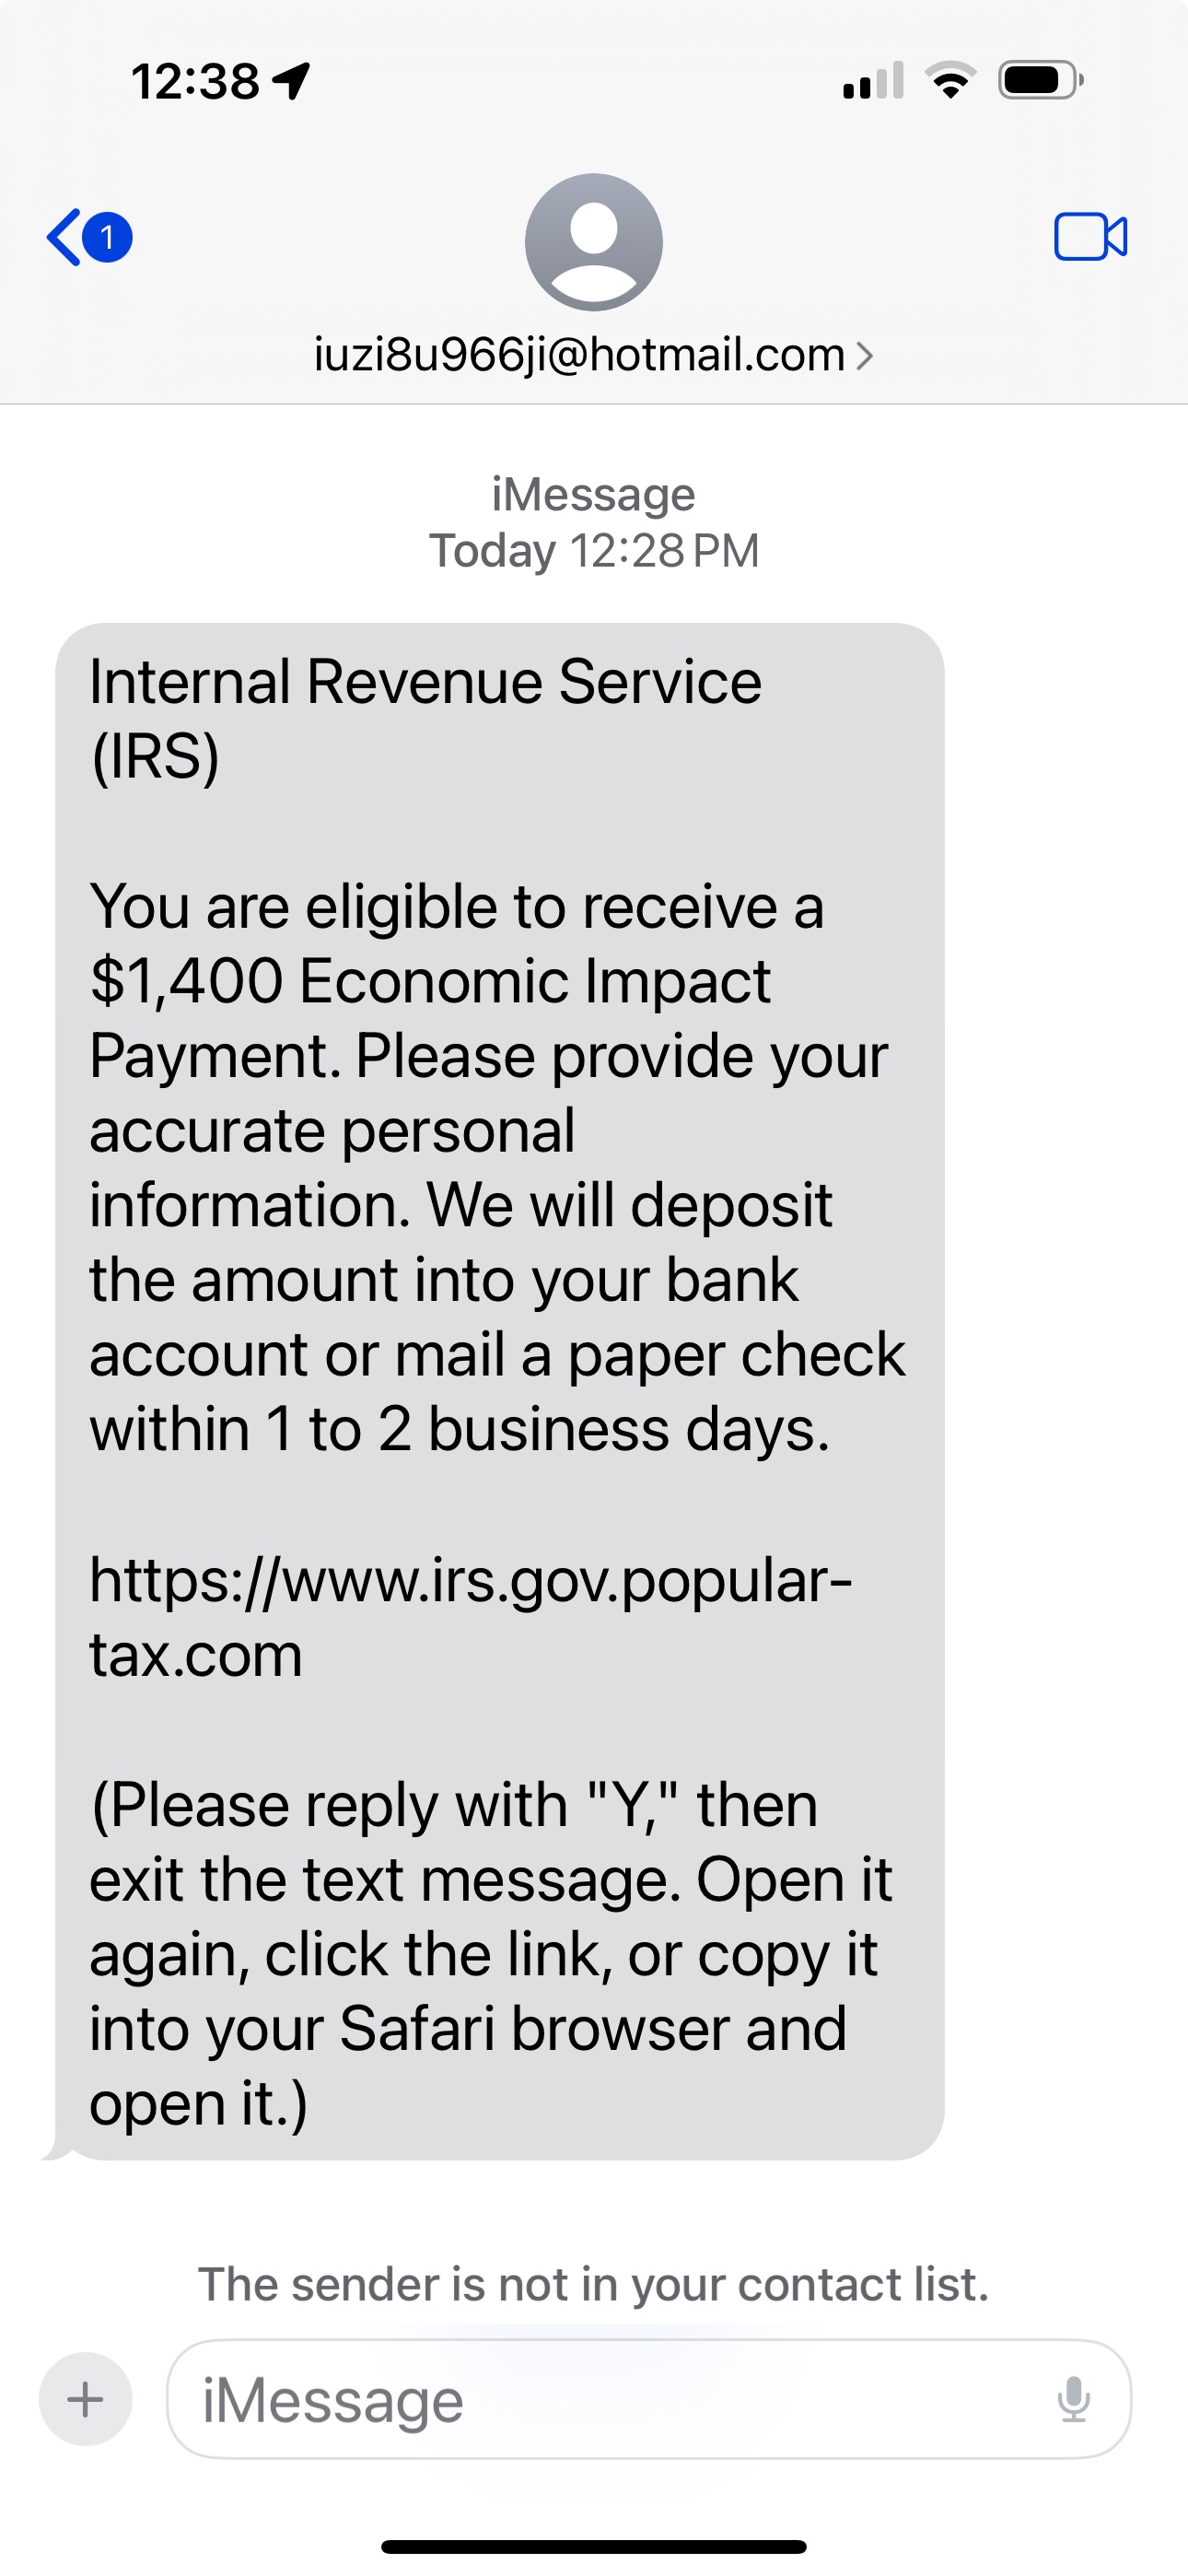 12:38
1
iuzi8u966ji@hotmail.com
iMessage
Today 12:28 PM
Internal Revenue Service
(IRS)
You are eligible to receive a
$1,400 Economic Impact
Payment. Please provide your
accurate personal
information. We will deposit
the amount into your bank
account or mail a paper check
within 1 to 2 business days.
https://www.irs.gov.popular-
tax.com
(Please reply with "Y," then
exit the text message. Open it
again, click the link, or copy it
into your Safari browser and
open it.)
The sender is not in your contact list.
iMessage